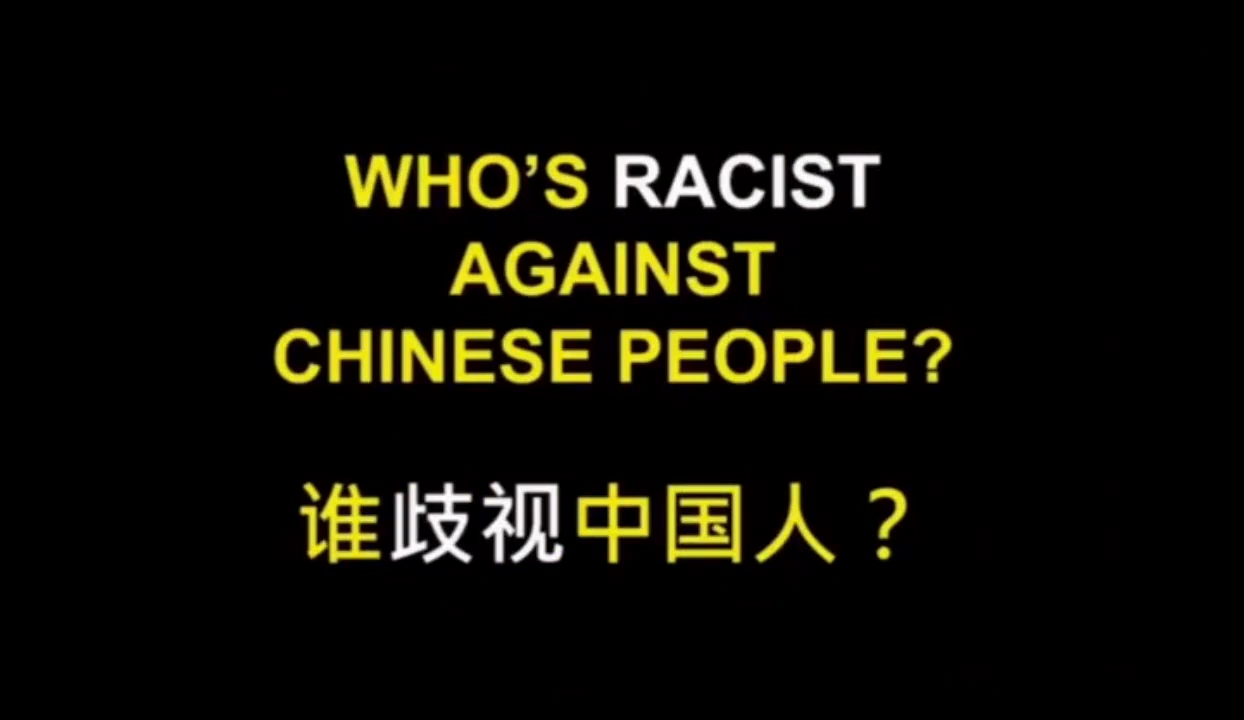 WHO’S RACIST
AGAINST
CHINESE PEOPLE?
谁歧视中国人？